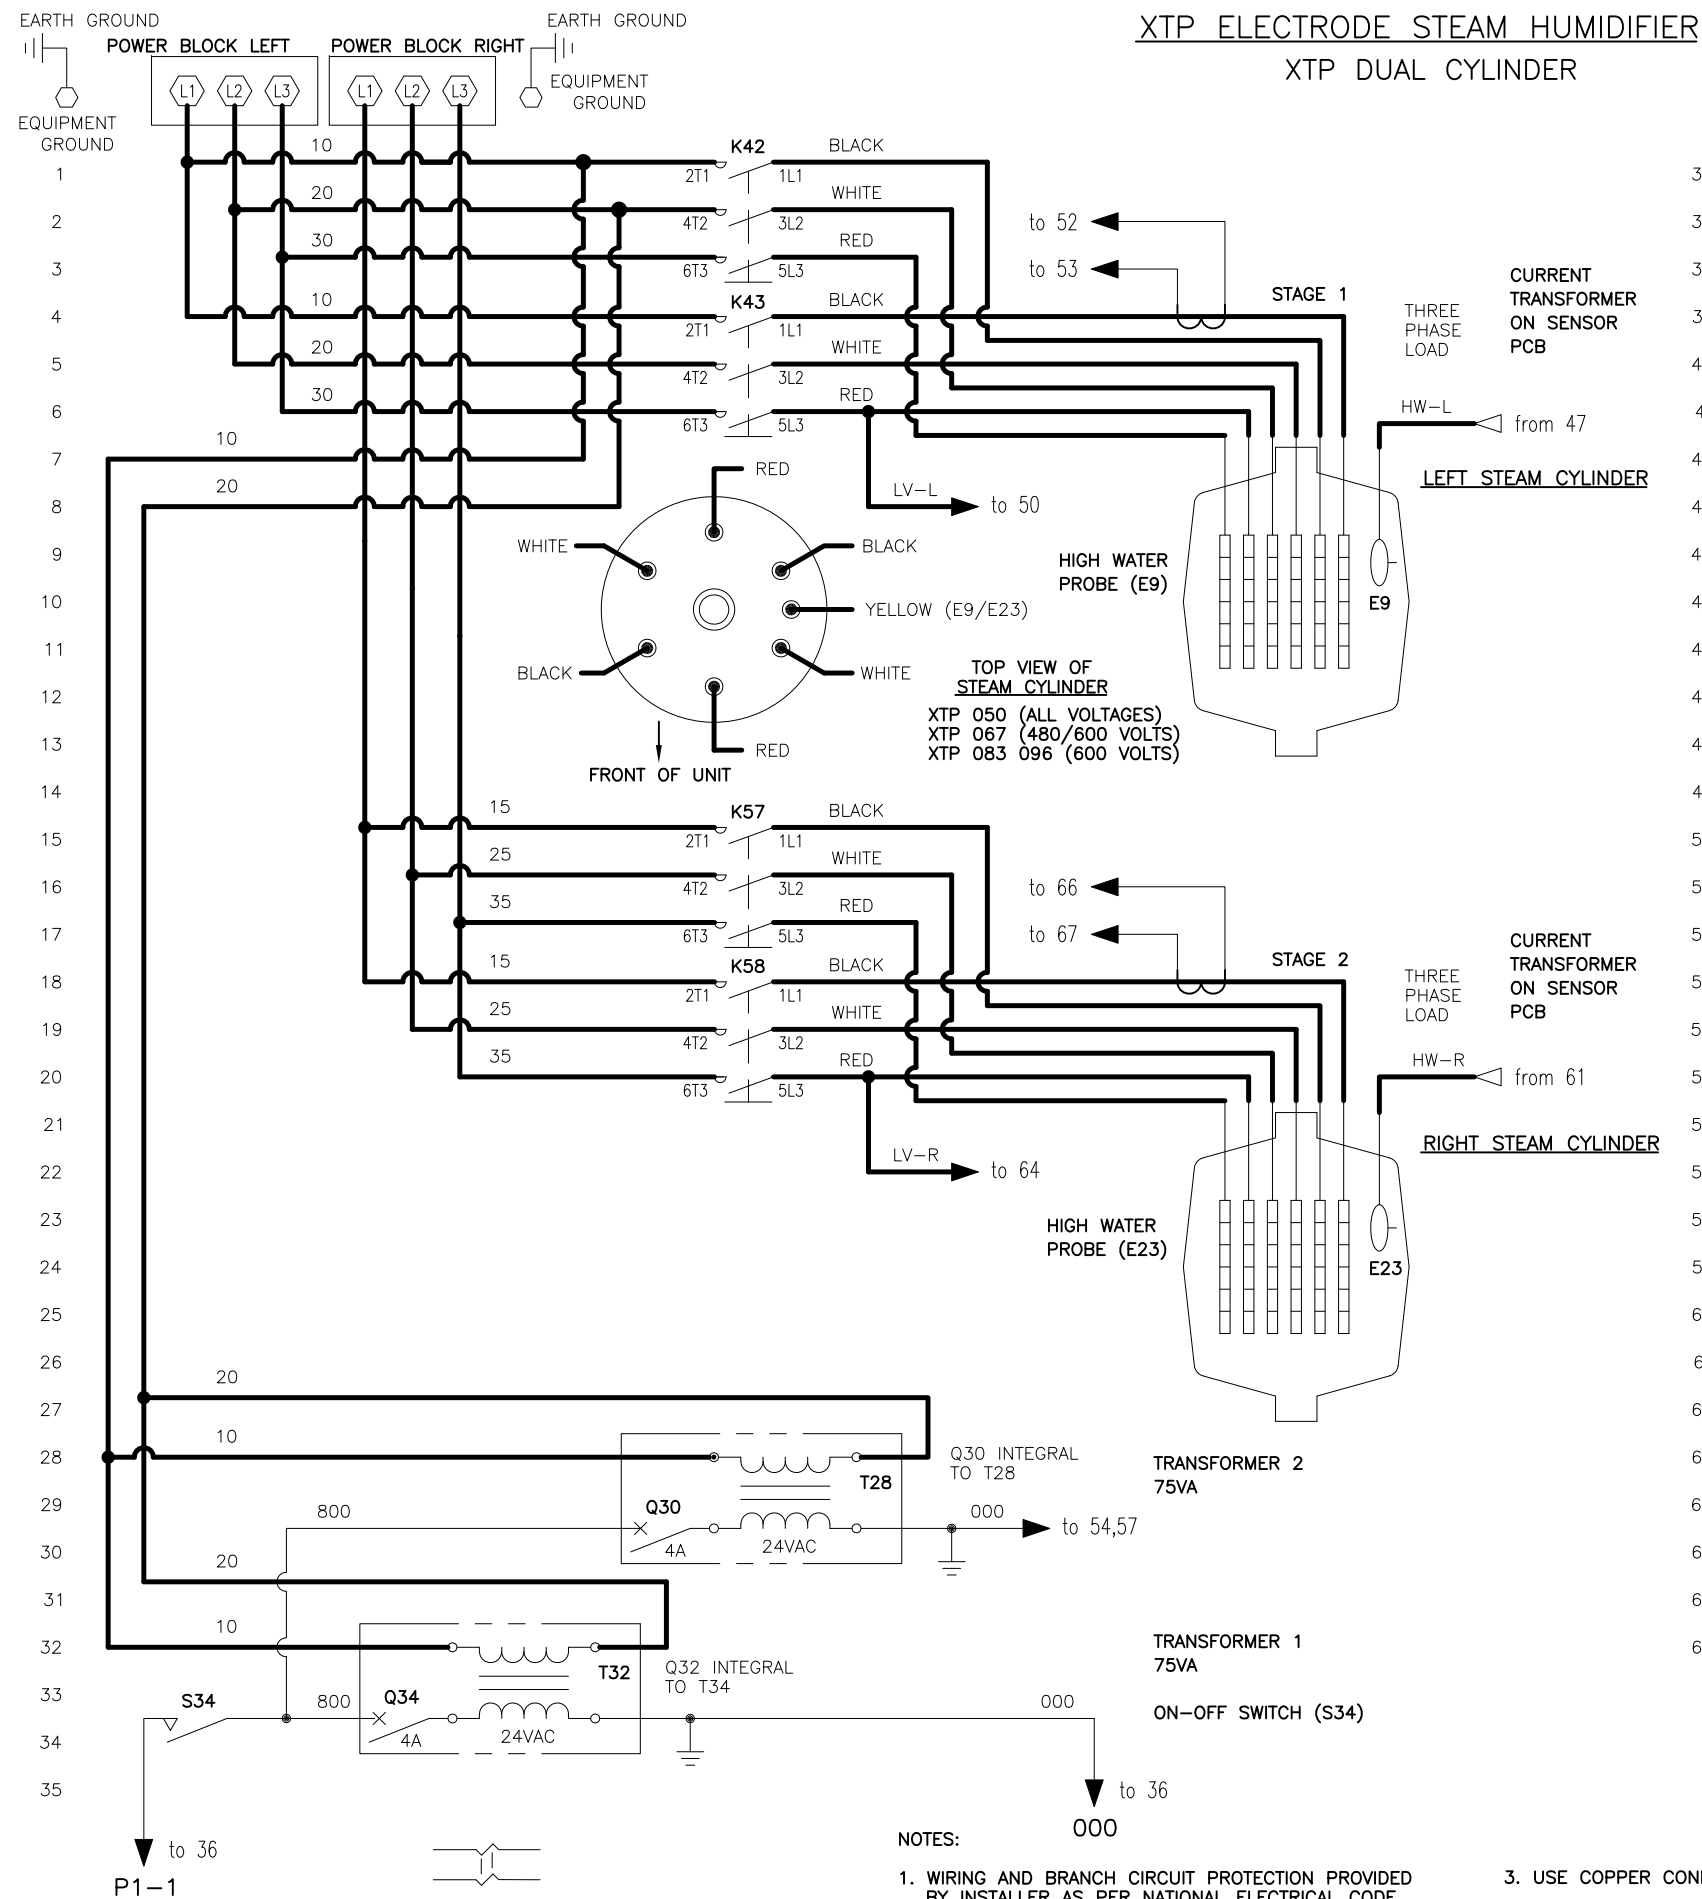 XTP ELECTRODE STEAM HUMIDIFIER
XTP DUAL CYLINDER
EARTH GROUND
EARTH GROUND
POWER BLOCK LEFT
POWER BLOCK RIGHT
L1 L2 L3
L1 L2 L3
EQUIPMENT
GROUND
EQUIPMENT
GROUND
1
10
K42
2T1
1L1
BLACK
2
20
4T2
3L2
WHITE
to 52
3
30
6T3
5L3
RED
to 53
STAGE 1
4
10
K43
2T1
1L1
BLACK
THREE
PHASE
LOAD
CURRENT
TRANSFORMER
ON SENSOR
PCB
5
20
4T2
3L2
WHITE
6
30
6T3
5L3
RED
HW-L
from 47
7
10
LEFT STEAM CYLINDER
8
20
LV-L
to 50
RED
WHITE
BLACK
YELLOW (E9/E23)
BLACK
WHITE
RED
FRONT OF UNIT
9
10
11
12
13
14
HIGH WATER
PROBE (E9)
E9
TOP VIEW OF
STEAM CYLINDER
XTP 050 (ALL VOLTAGES)
XTP 067 (480/600 VOLTS)
XTP 083 096 (600 VOLTS)
15
15
K57
2T1
1L1
BLACK
16
25
4T2
3L2
WHITE
to 66
17
35
6T3
5L3
RED
to 67
STAGE 2
18
15
K58
2T1
1L1
BLACK
THREE
PHASE
LOAD
CURRENT
TRANSFORMER
ON SENSOR
PCB
19
25
4T2
3L2
WHITE
20
35
6T3
5L3
RED
HW-R
from 61
21
RIGHT STEAM CYLINDER
22
LV-R
to 64
23
HIGH WATER
PROBE (E23)
24
E23
25
26
20
27
10
28
T28
Q30 INTEGRAL
TO T28
TRANSFORMER 2
75VA
29
800
Q30
4A
24VAC
000
to 54,57
30
20
31
10
32
T32
Q32 INTEGRAL
TO T34
TRANSFORMER 1
75VA
33
S34
800
Q34
4A
24VAC
000
ON-OFF SWITCH (S34)
34
35
to 36
000
to 36
P1-1
NOTES:
1. WIRING AND BRANCH CIRCUIT PROTECTION PROVIDED
BY INSTALLER AS PER NATIONAL ELECTRICAL CODE
3. USE COPPER